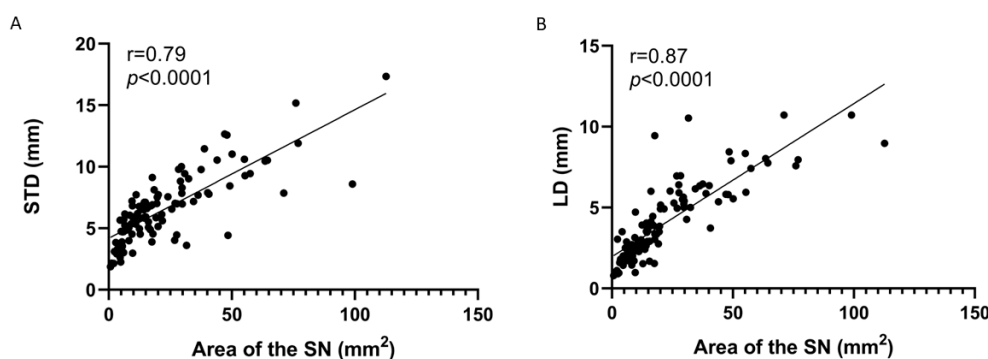 A
r=0.79
p<0.0001
20
15
10
5
0
STD (mm)
0
50
100
150
Area of the SN (mm²)
B
r=0.87
p<0.0001
15
10
5
0
LD (mm)
0
50
100
150
Area of the SN (mm²)